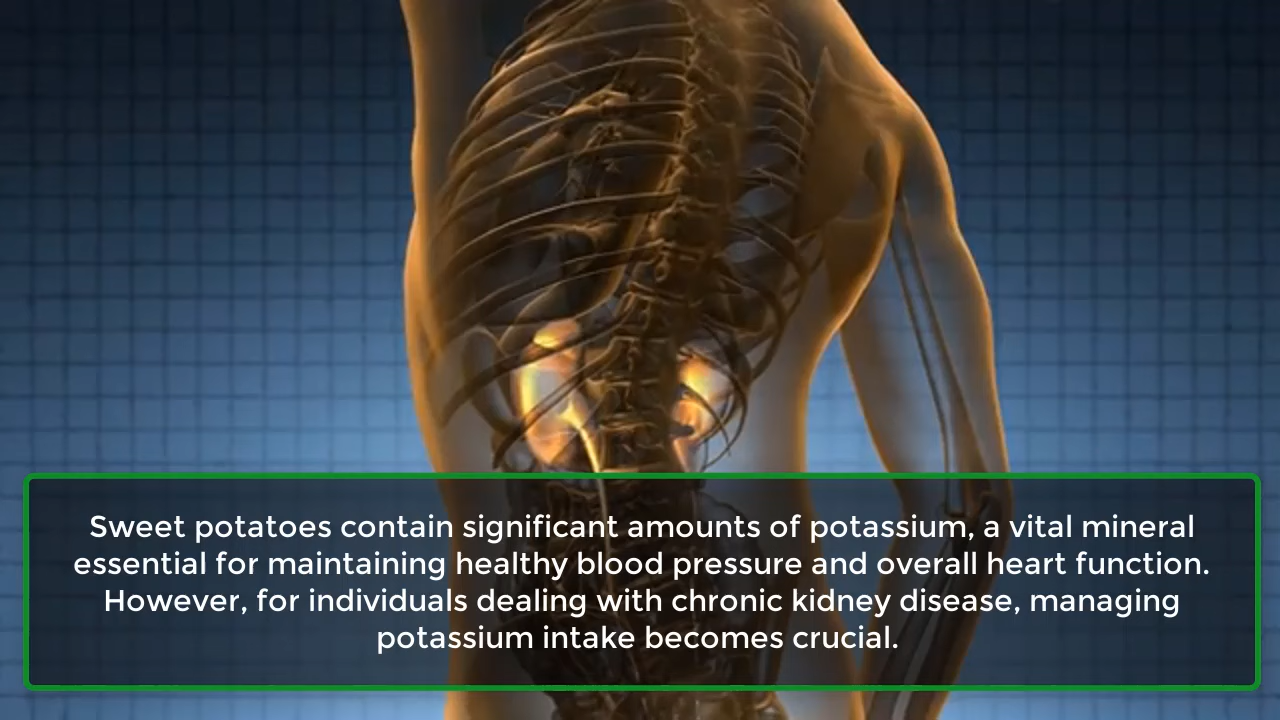 Sweet potatoes contain significant amounts of potassium, a vital mineral
essential for maintaining healthy blood pressure and overall heart function.
However, for individuals dealing with chronic kidney disease, managing
potassium intake becomes crucial.